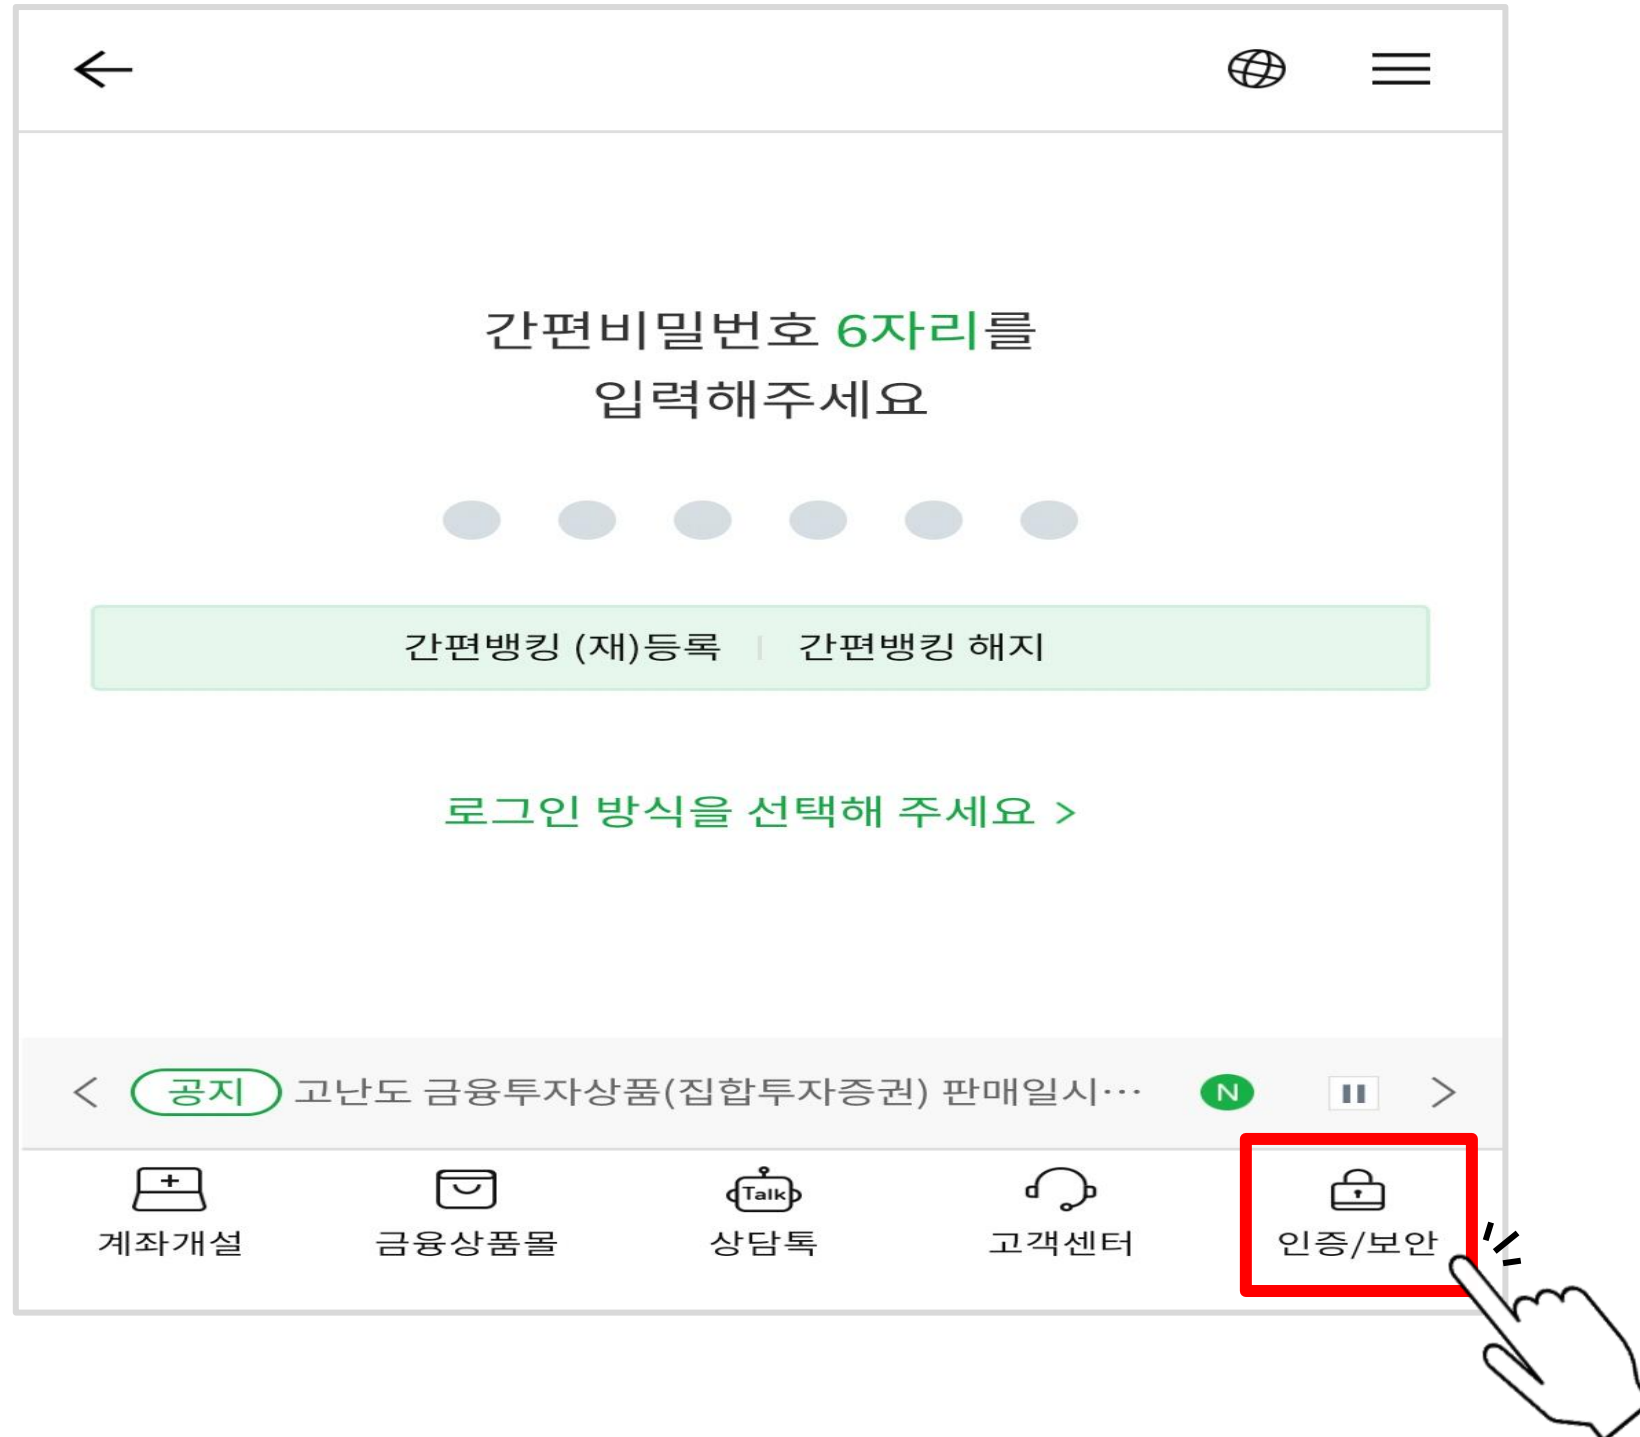 간편비밀번호 6자리를
입력해주세요
간편뱅킹 (재)등록 | 간편뱅킹 해지
로그인 방식을 선택해 주세요 >
< 공지 고난도 금융투자상품(집합투자증권) 판매일시⋯ N >
Talk
계좌개설 금융상품몰 상담톡 고객센터 인증/보안